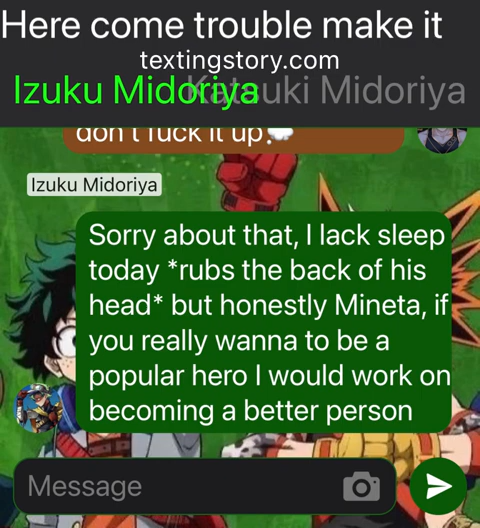 Here come trouble make it
textingstory.com
Izuku Midoriya Katsuki Midoriya
don't fuck it up.
Izuku Midoriya
Sorry about that, I lack sleep
today *rubs the back of his
head* but honestly Mineta, if
you really wanna to be a
popular hero I would work on
becoming a better person
Message